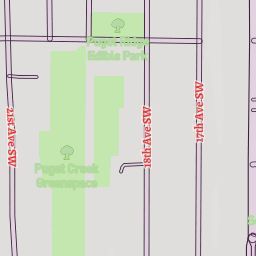 Puget Ridge
Edible Park
21st Ave SW
18th Ave SW
17th Ave SW
Puget Creek
Greenspace